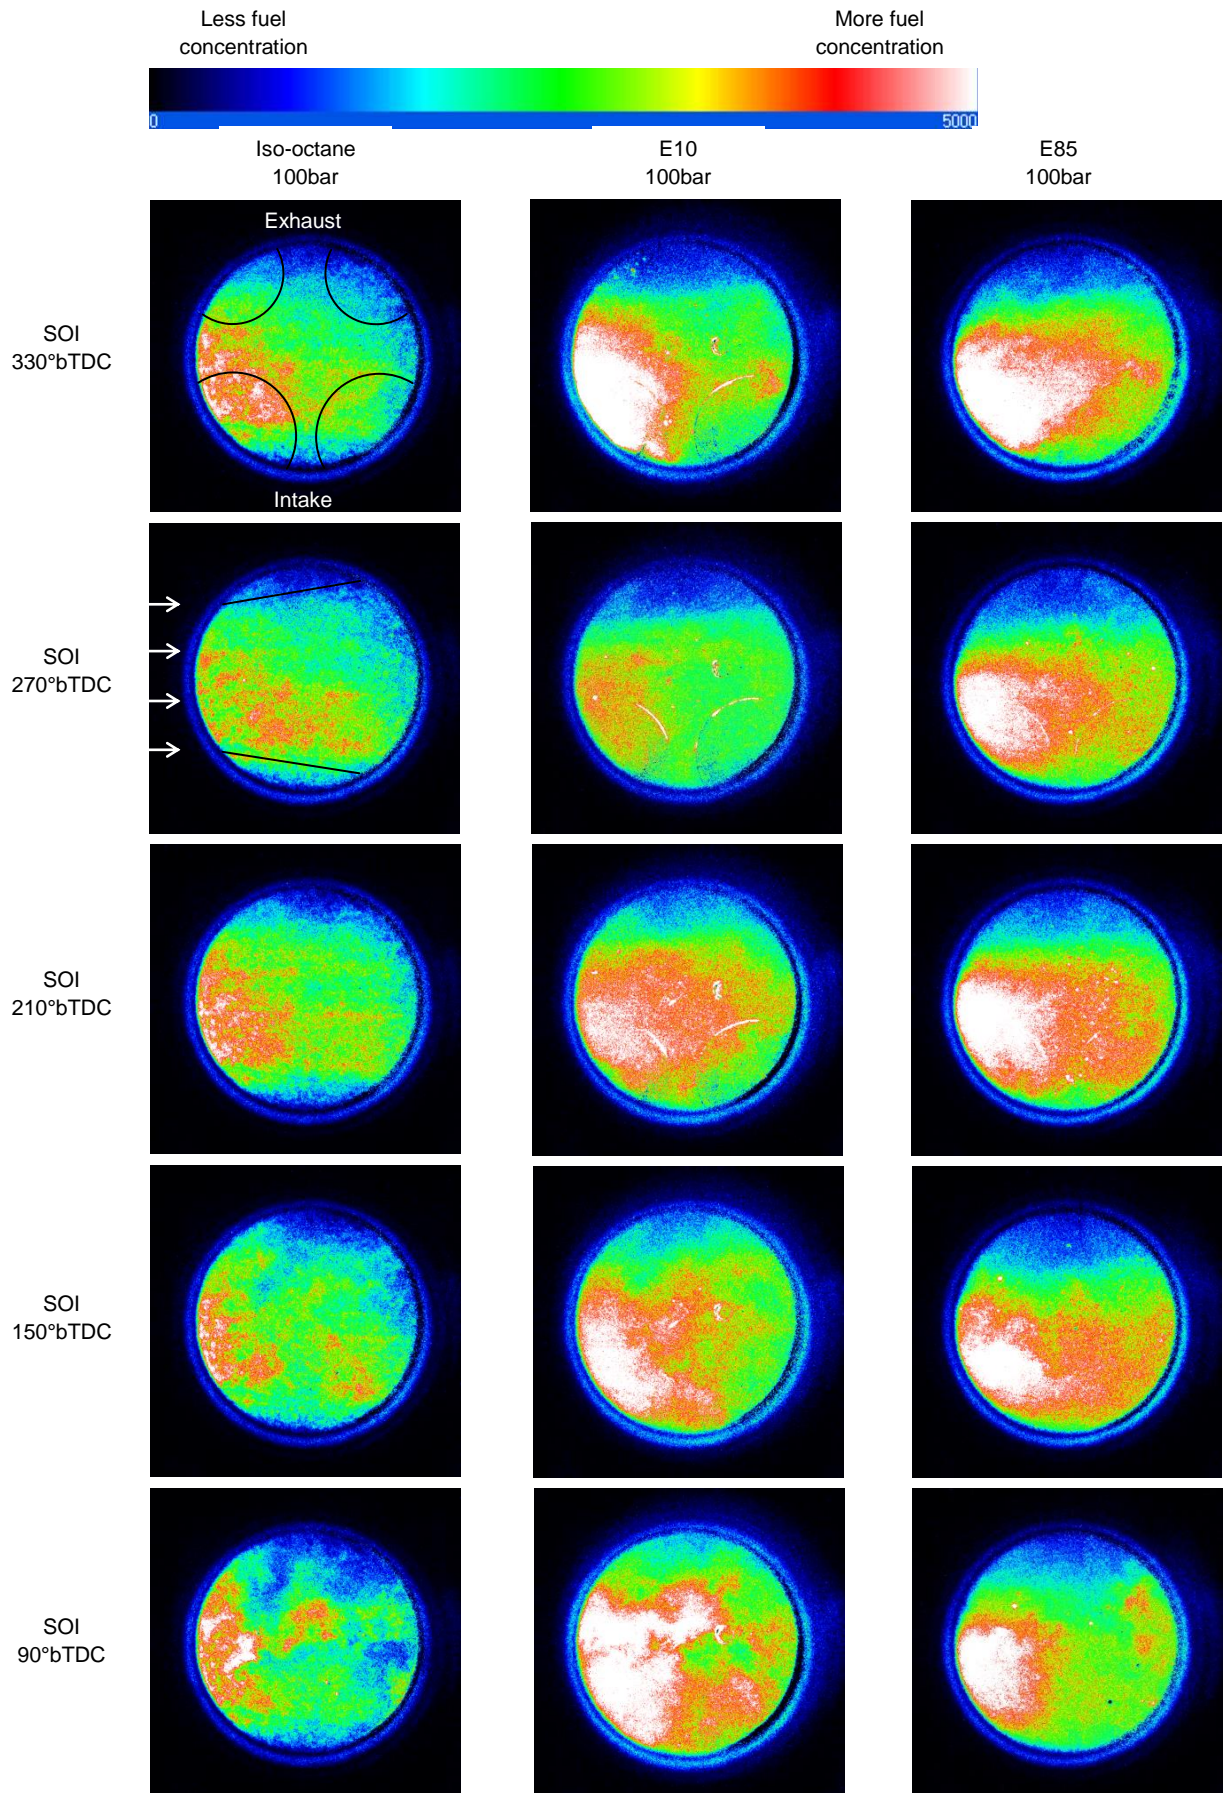 Less fuel
concentration
More fuel
concentration
0
5000
Iso-octane
100bar
E10
100bar
E85
100bar
Exhaust
Intake
SOI
330°bTDC
SOI
270°bTDC
SOI
210°bTDC
SOI
150°bTDC
SOI
90°bTDC